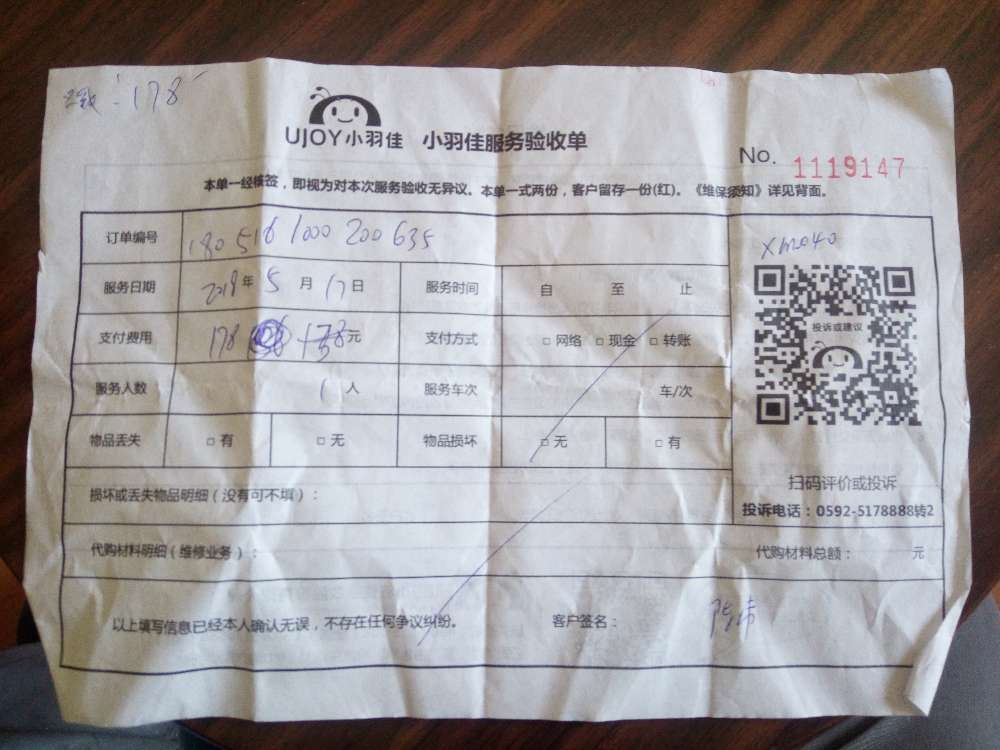 178
UJOY小羽佳 小羽佳服务验收单
No. 1119147
本单一经核签，即视为对本次服务验收无异议。本单一式两份，客户留存一份(红)。《维保须知》详见背面。
订单编号 180516 1000 200 635
XM040
服务日期 2018年 5 月 17日 服务时间 自 至 止
投诉或建议
支付费用 178 178元 支付方式 □ 网络 □ 现金 □ 转账
服务人数 1 人 服务车次 车/次
物品丢失 □ 有 □ 无 物品损坏 □ 无 □ 有
扫码评价或投诉
损坏或丢失物品明细（没有可不填）：
投诉电话：0592-5178888转2
代购材料明细（维修业务）： 代购材料总额： 元
以上填写信息已经本人确认无误，不存在任何争议纠纷。 客户签名：